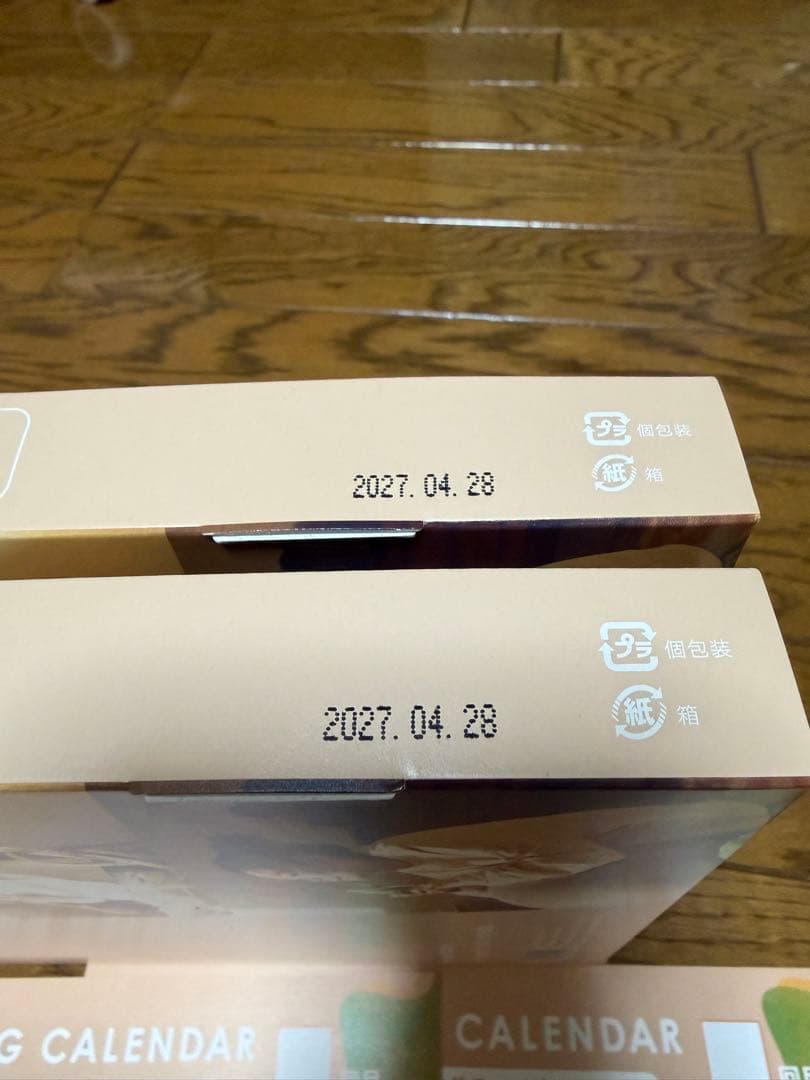 プラ 個包装
紙 箱
2027.04.28
プラ 個包装
紙 箱
2027.04.28
G CALENDAR
CALENDAR